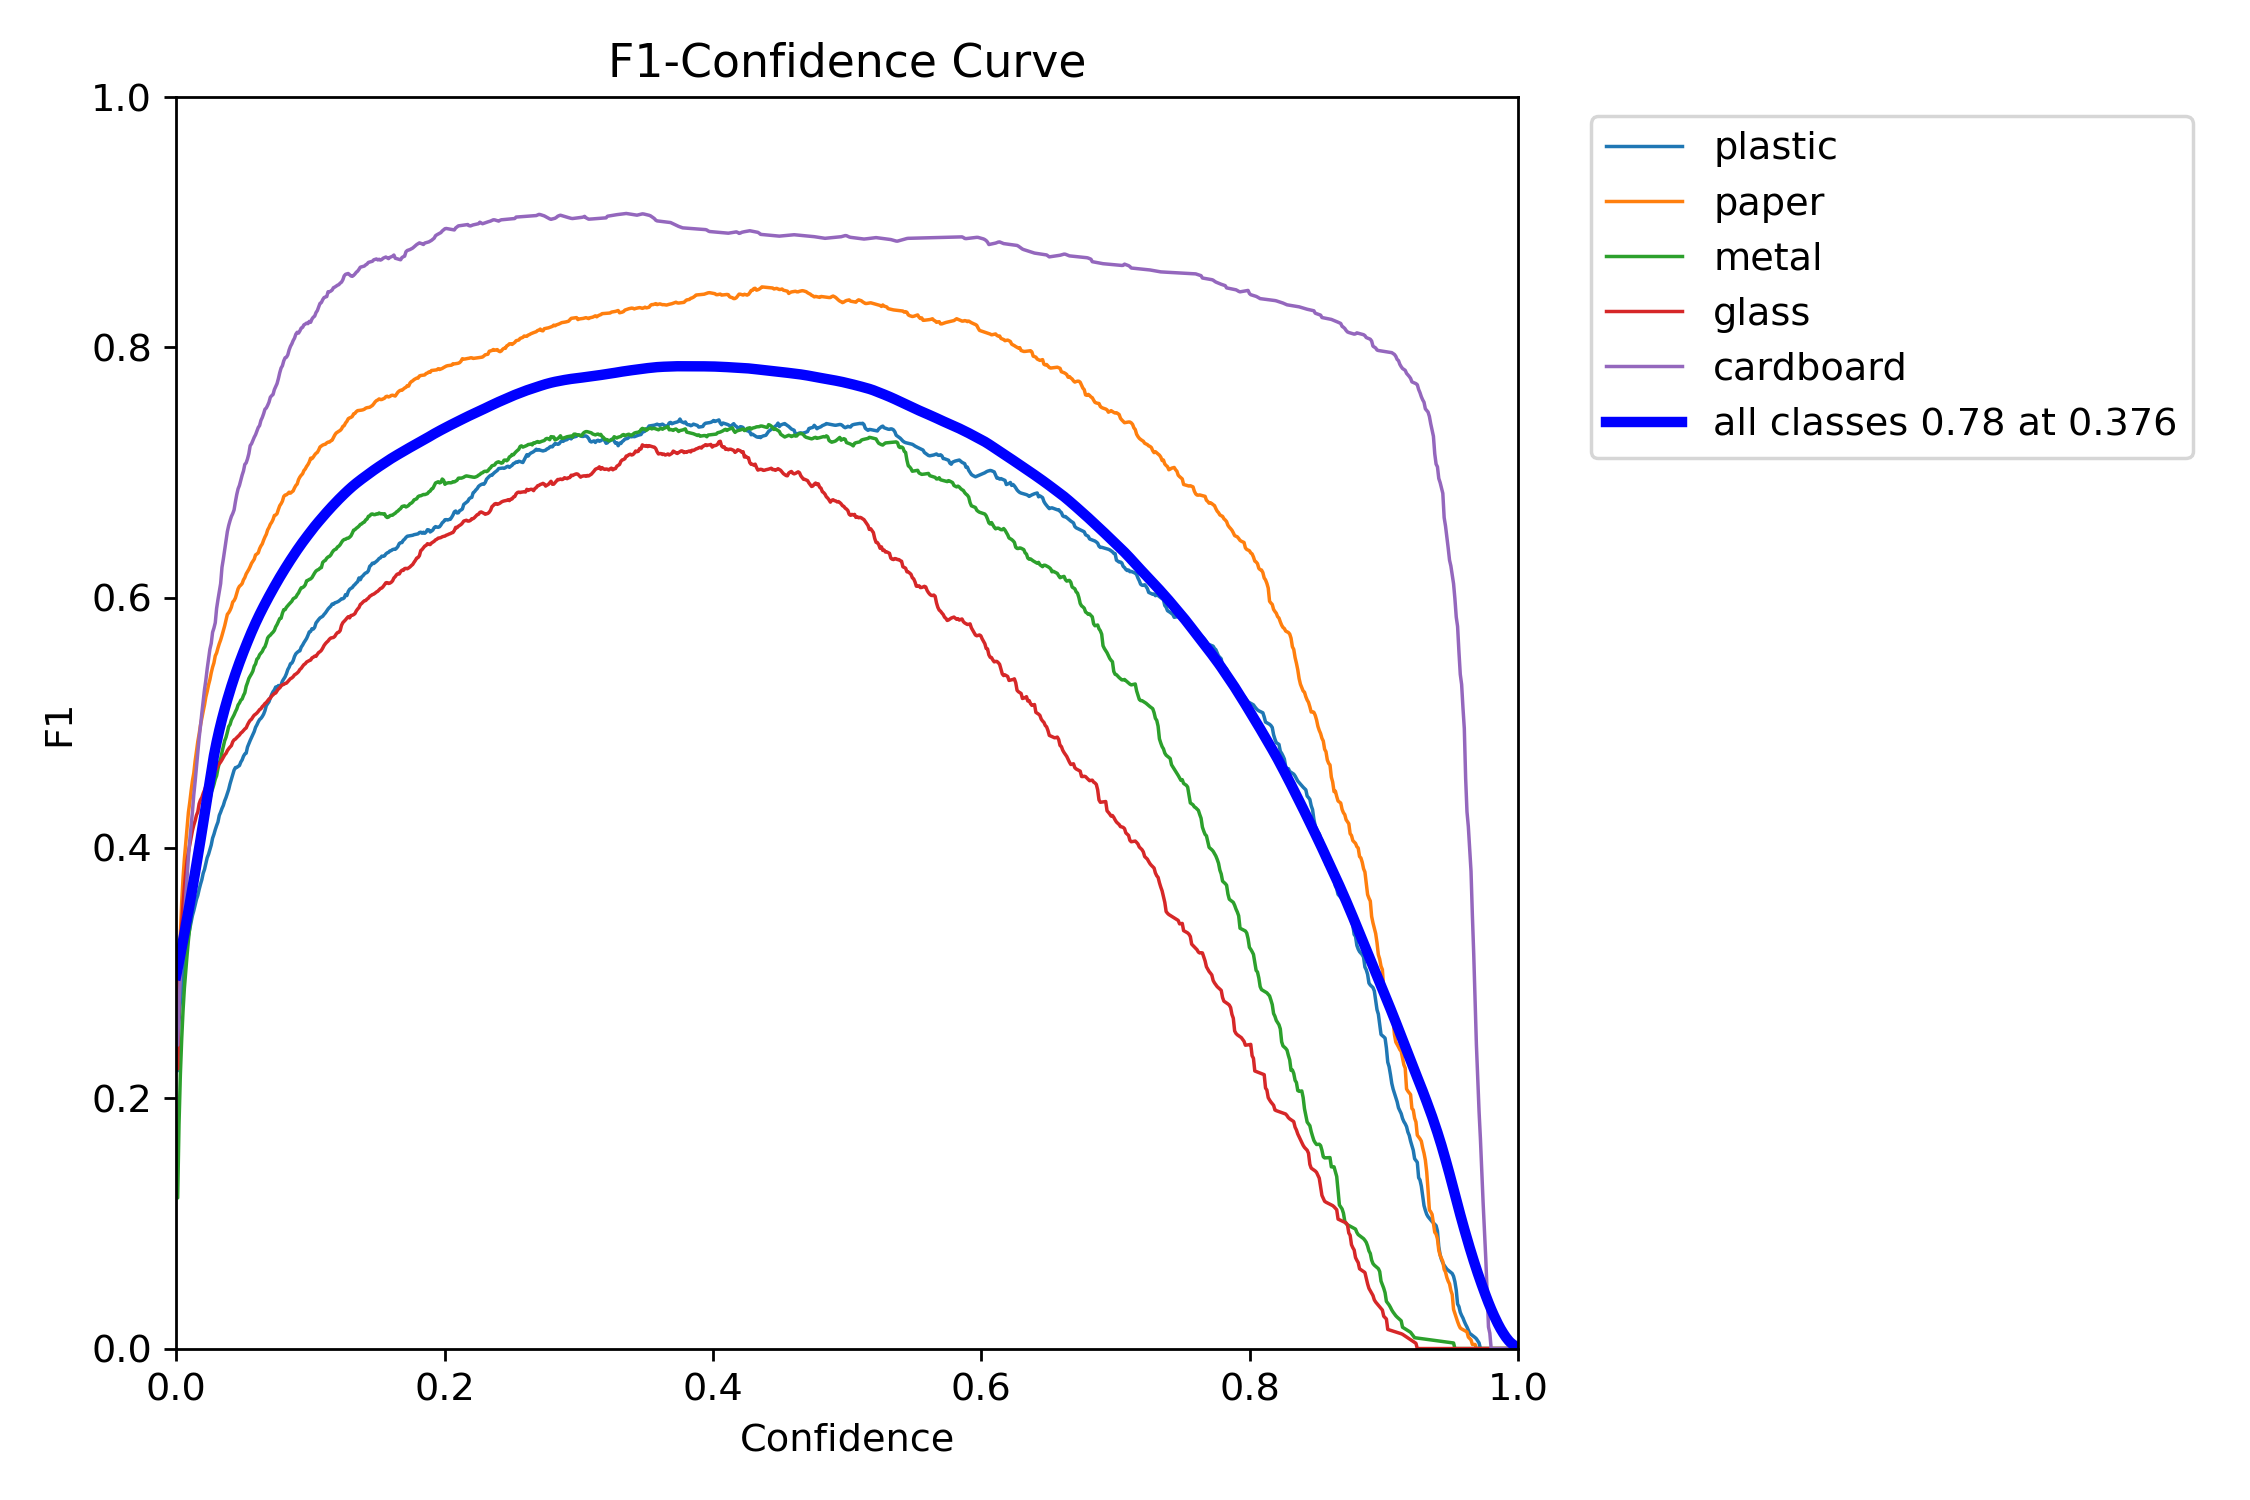 F1-Confidence Curve
1.0
0.8
0.6
0.4
0.2
0.0
F1
0.0 0.2 0.4 0.6 0.8 1.0
Confidence
plastic
paper
metal
glass
cardboard
all classes 0.78 at 0.376